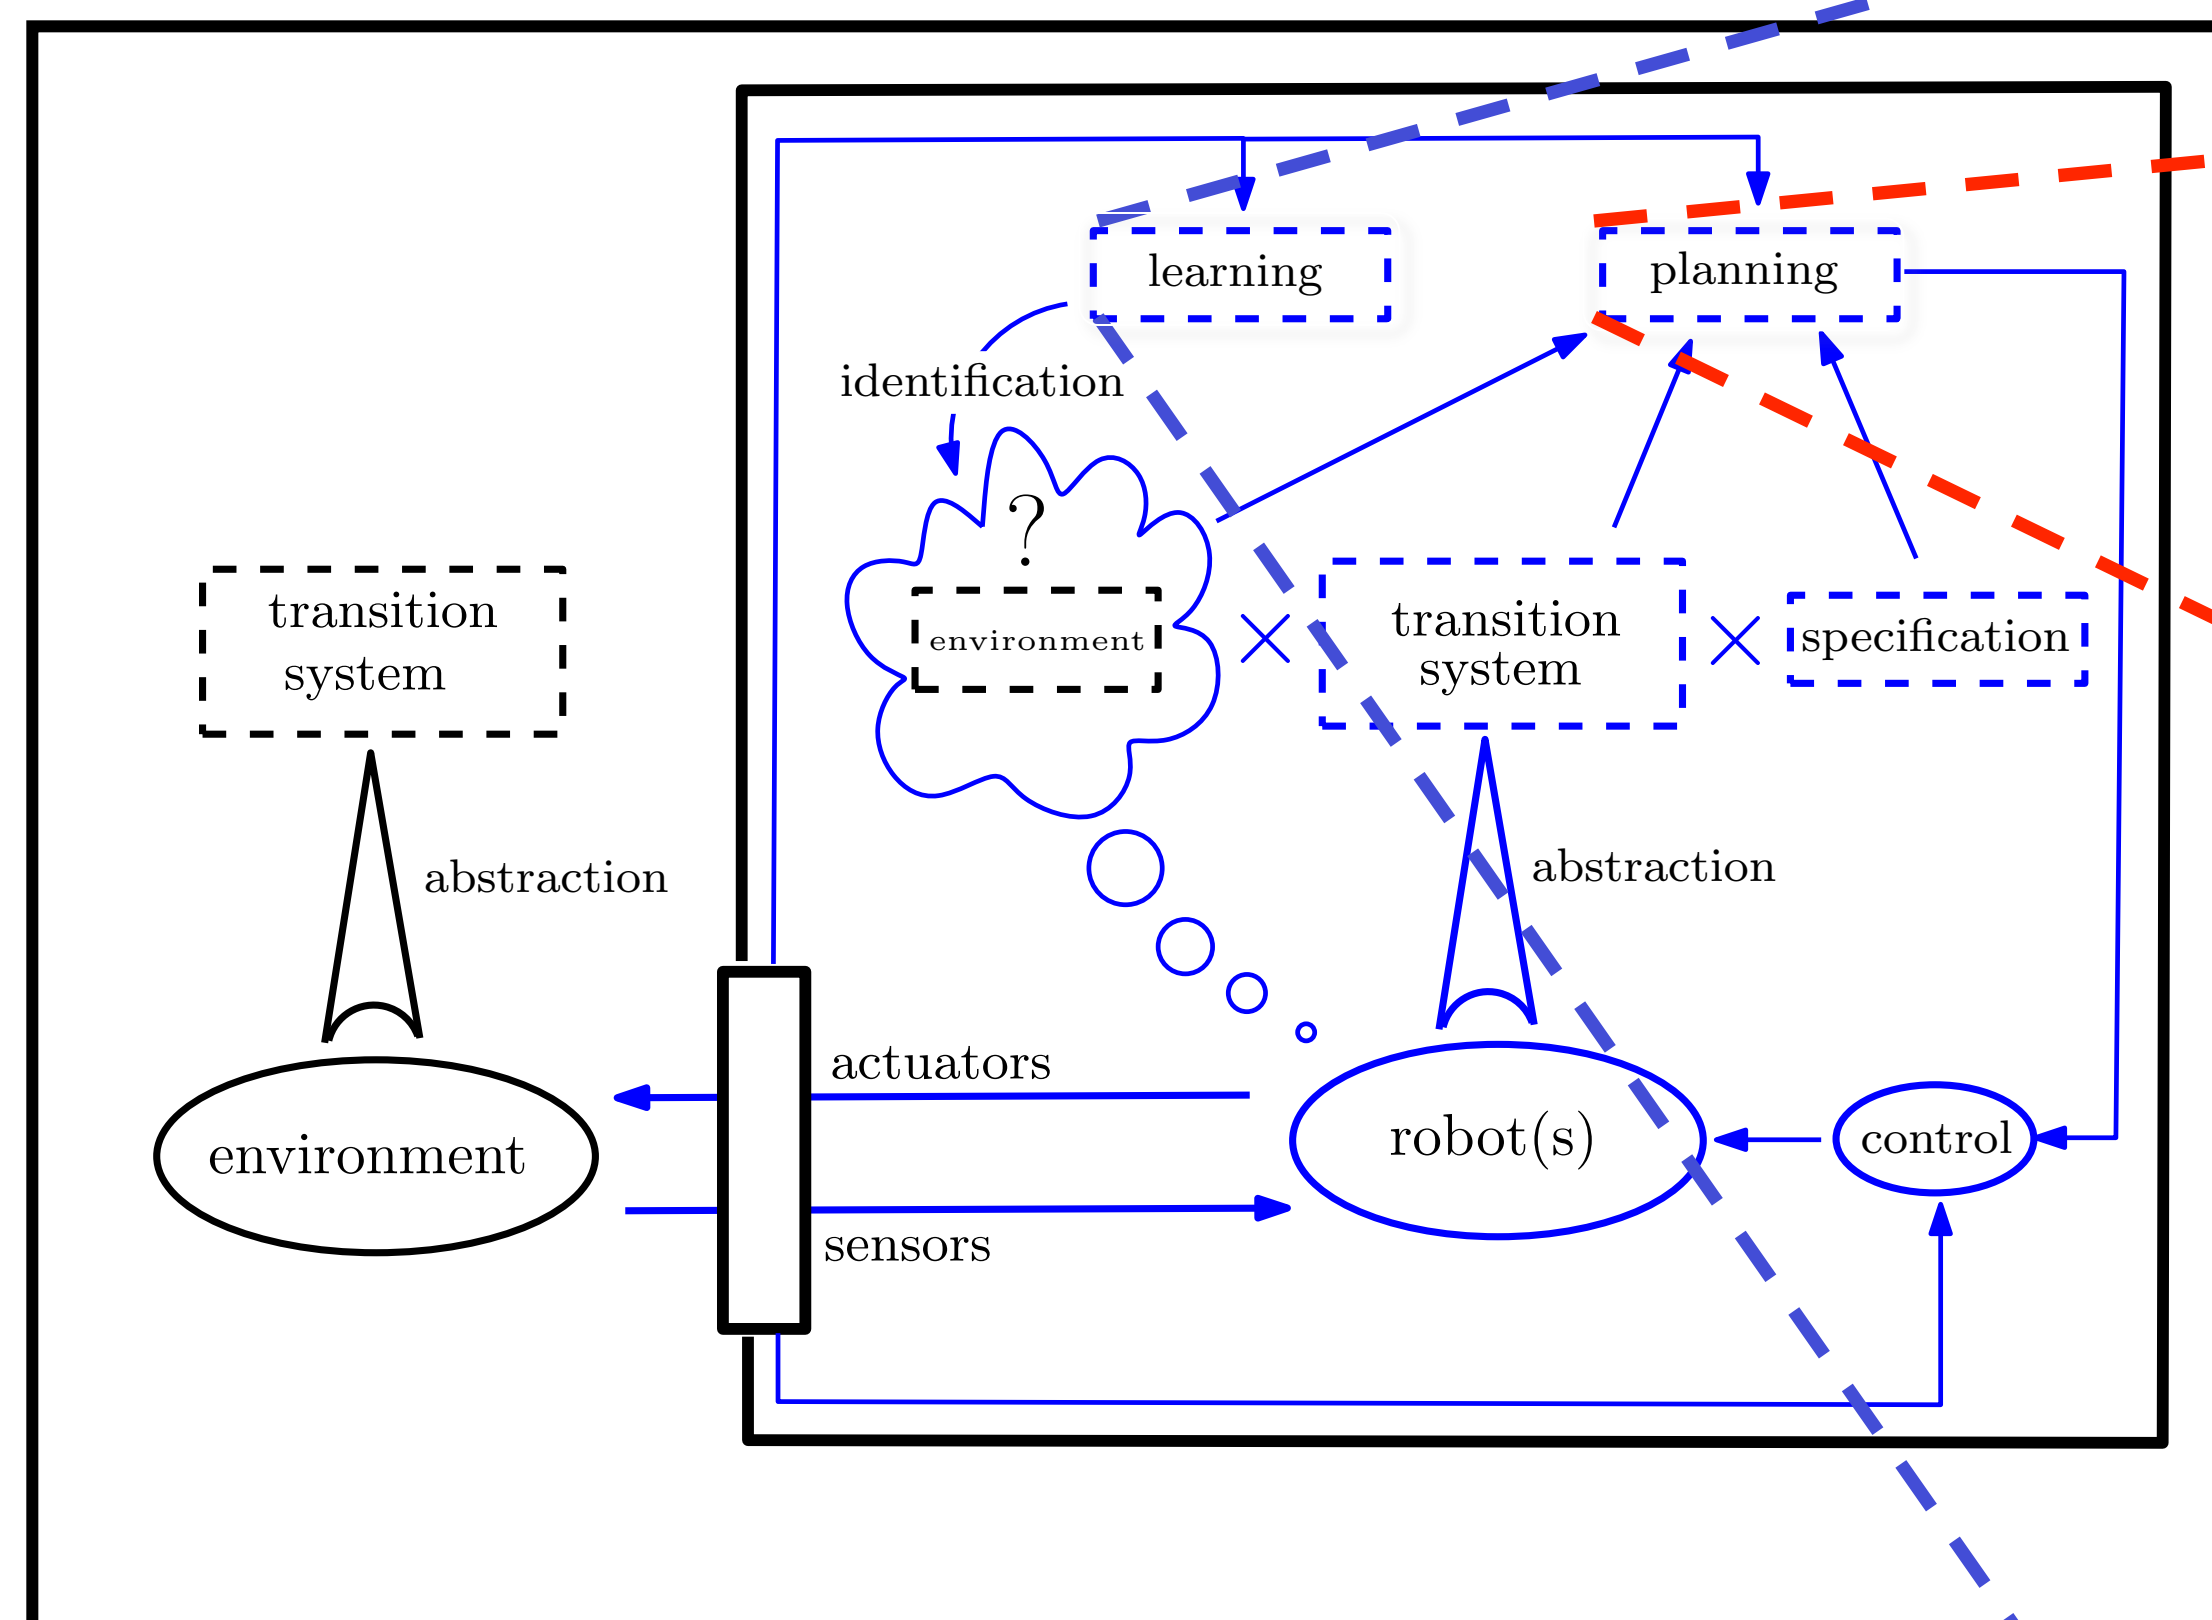 learning
planning
identification
?
transition
system
environment
×
transition
system
×
specification
abstraction
abstraction
actuators
environment
robot(s)
control
sensors